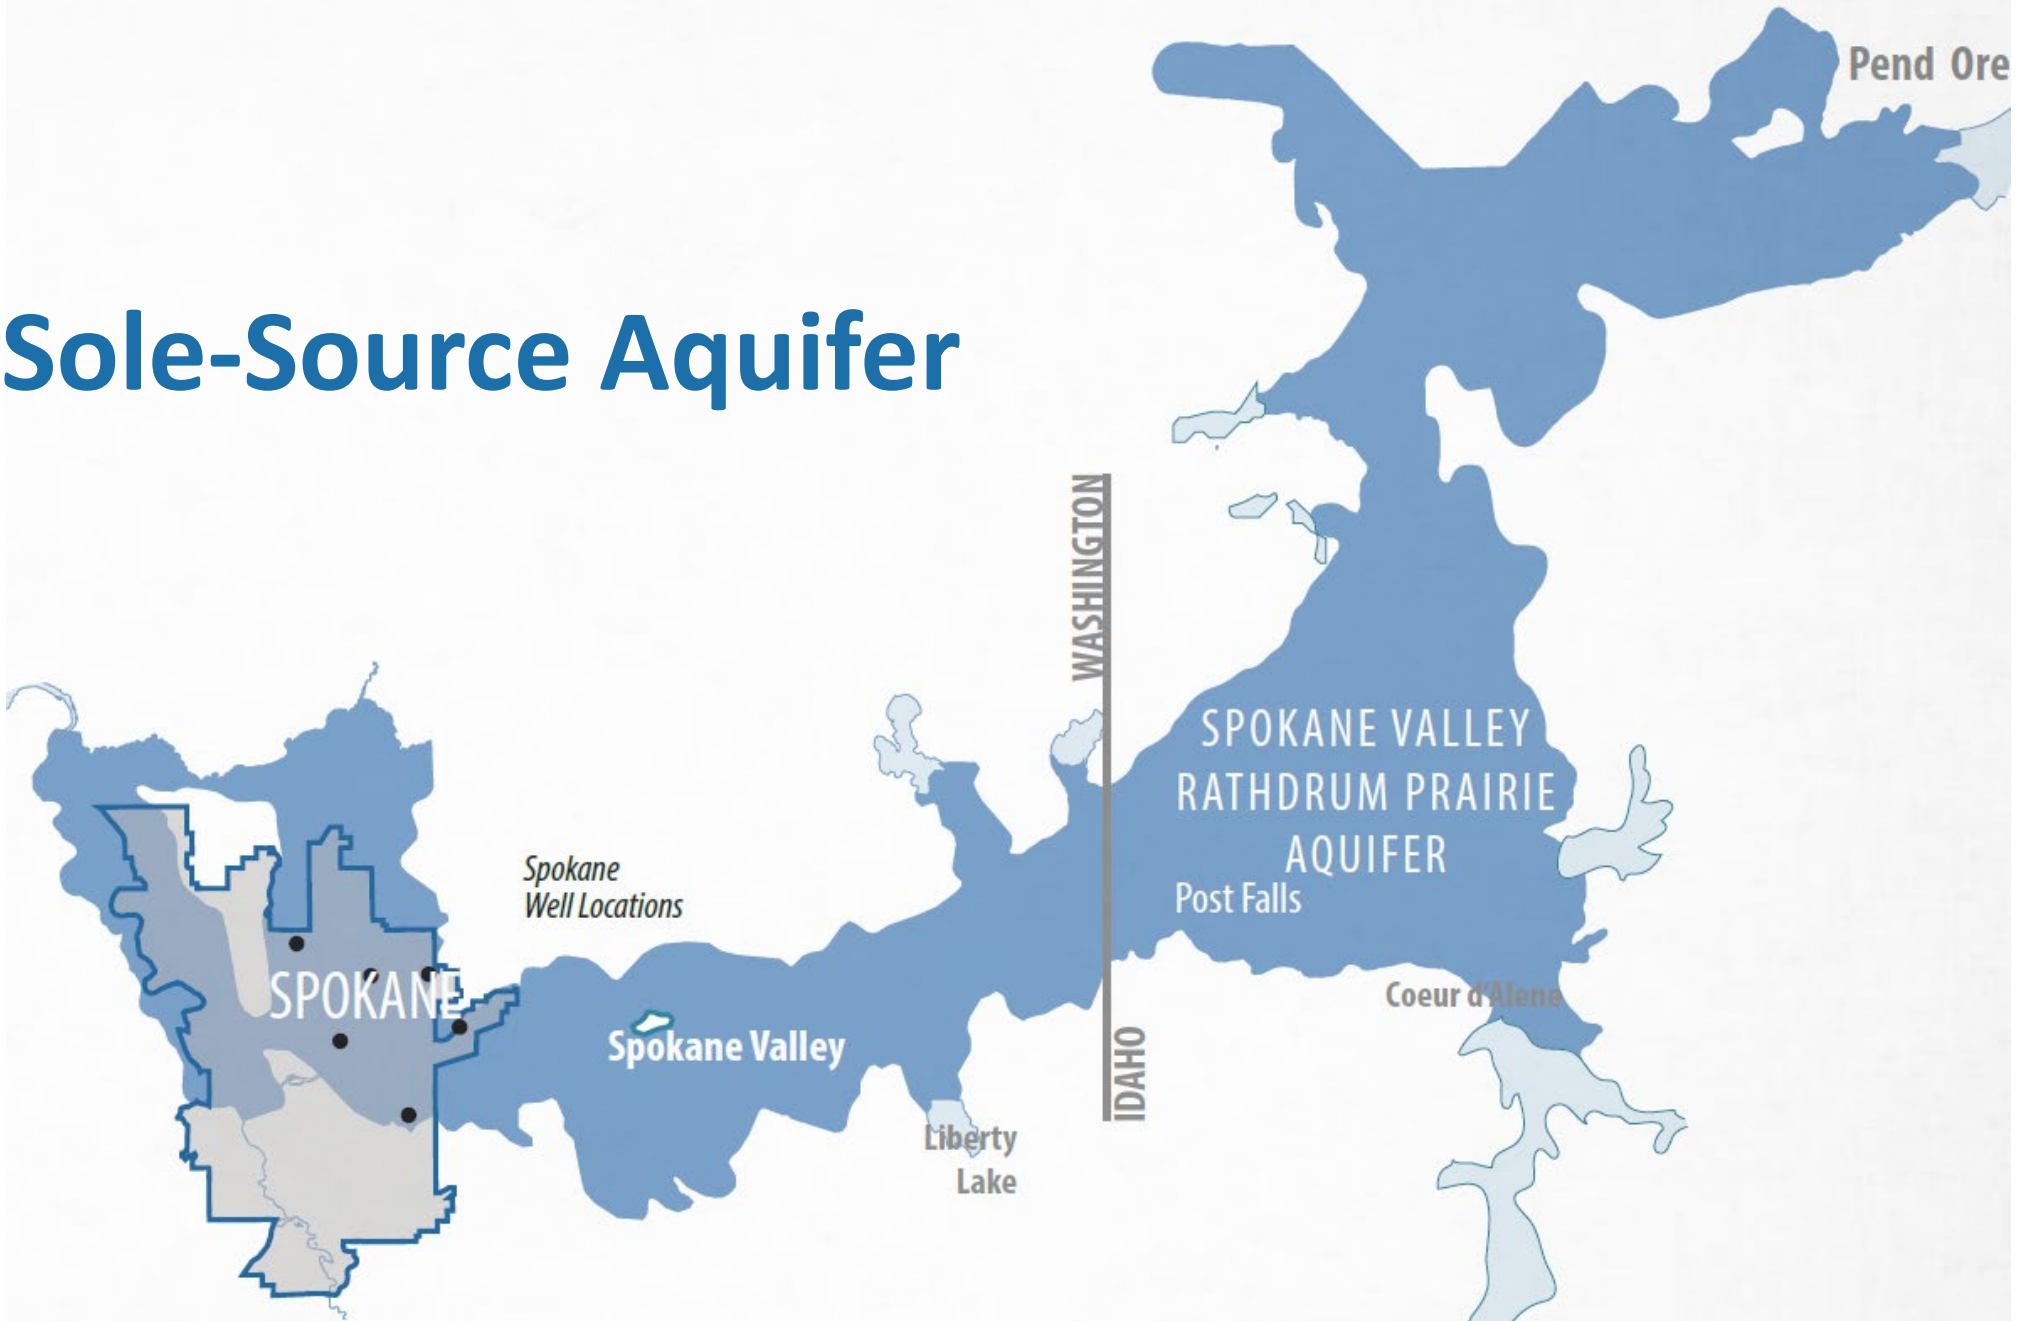 Pend Ore
Sole-Source Aquifer
WASHINGTON
SPOKANE VALLEY
RATHDRUM PRAIRIE
AQUIFER
Post Falls
Spokane
Well Locations
SPOKANE
Spokane Valley
Coeur d'Alene
IDAHO
Liberty
Lake